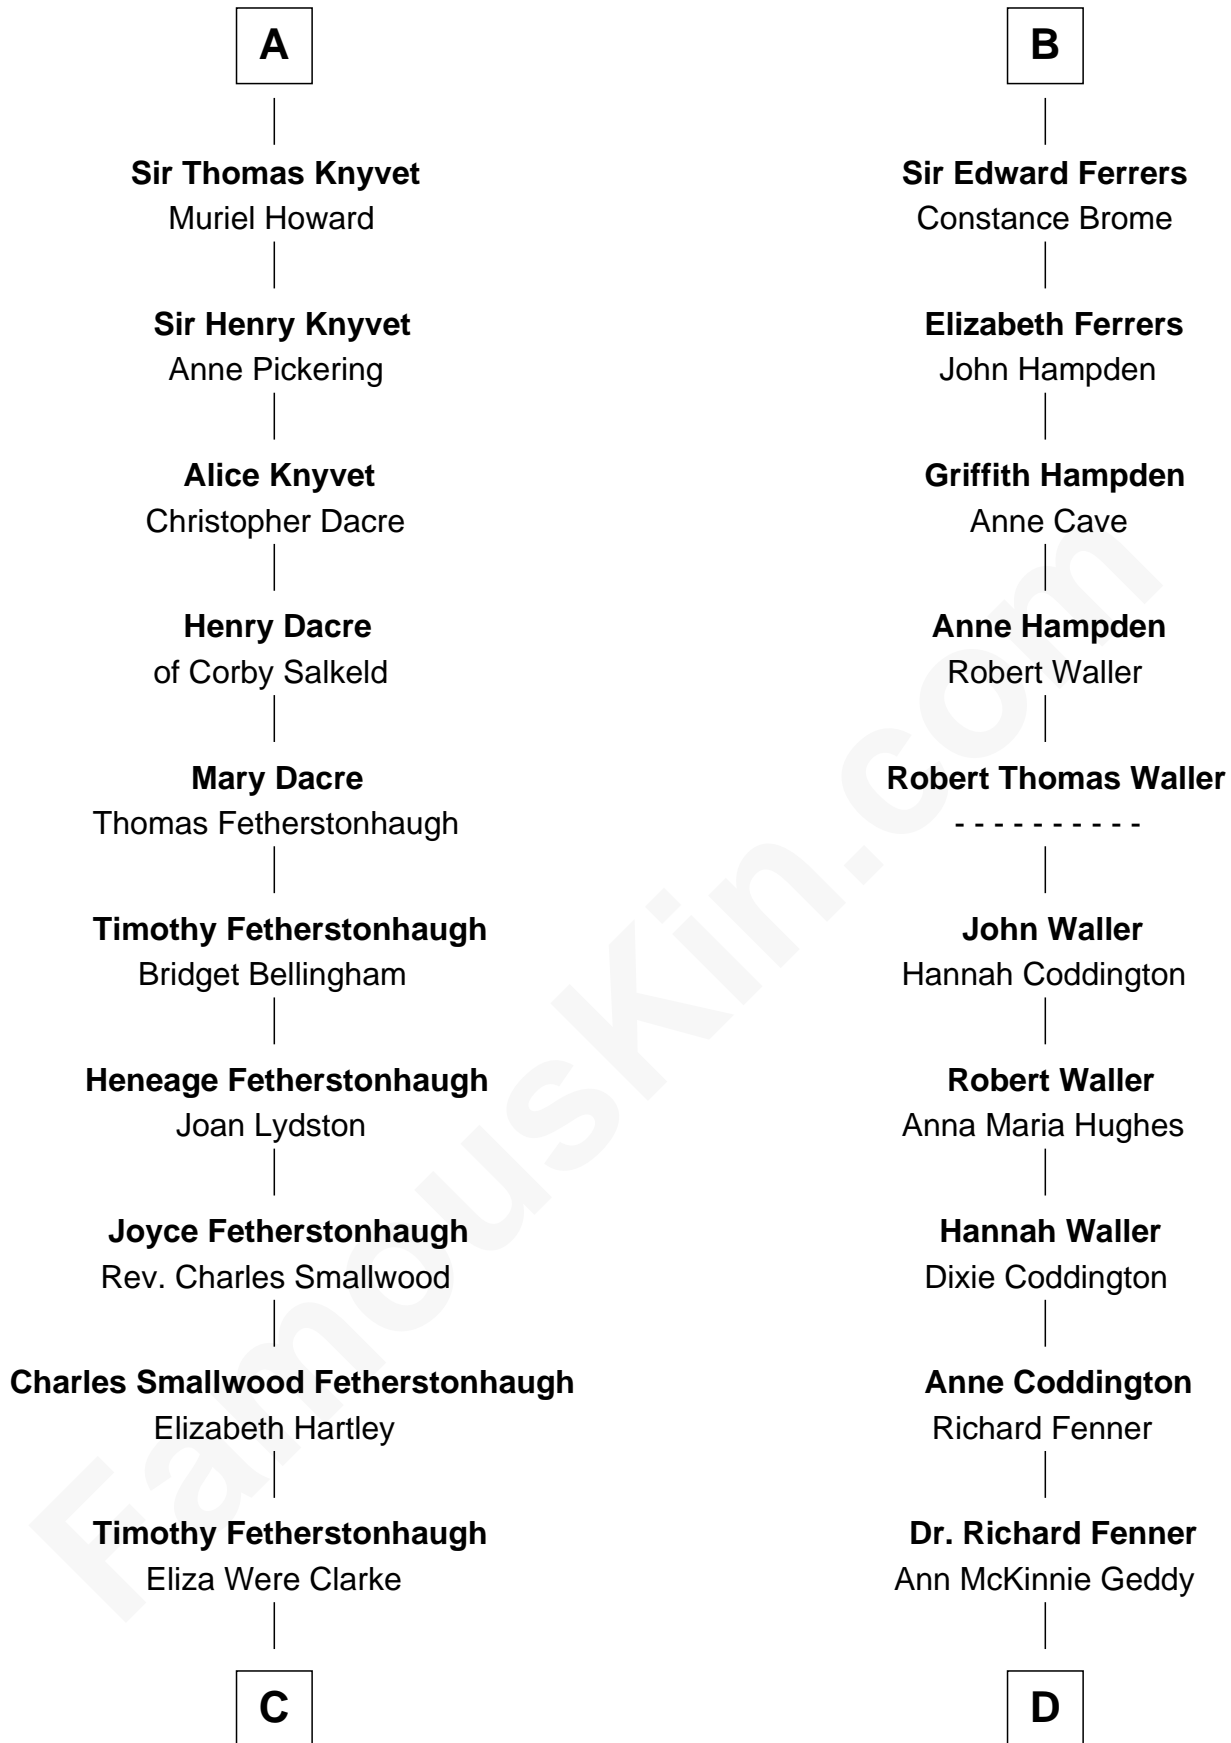 A
Sir Thomas Knyvet
Muriel Howard
Sir Henry Knyvet
Anne Pickering
Alice Knyvet
Christopher Dacre
Henry Dacre
of Corby Salkeld
Mary Dacre
Thomas Fetherstonhaugh
Timothy Fetherstonhaugh
Bridget Bellingham
Heneage Fetherstonhaugh
Joan Lydston
Joyce Fetherstonhaugh
Rev. Charles Smallwood
Charles Smallwood Fetherstonhaugh
Elizabeth Hartley
Timothy Fetherstonhaugh
Eliza Were Clarke
C
B
Sir Edward Ferrers
Constance Brome
Elizabeth Ferrers
John Hampden
Griffith Hampden
Anne Cave
Anne Hampden
Robert Waller
Robert Thomas Waller
- - - - - - - - - -
John Waller
Hannah Coddington
Robert Waller
Anna Maria Hughes
Hannah Waller
Dixie Coddington
Anne Coddington
Richard Fenner
Dr. Richard Fenner
Ann McKinnie Geddy
D
FamousKin.com